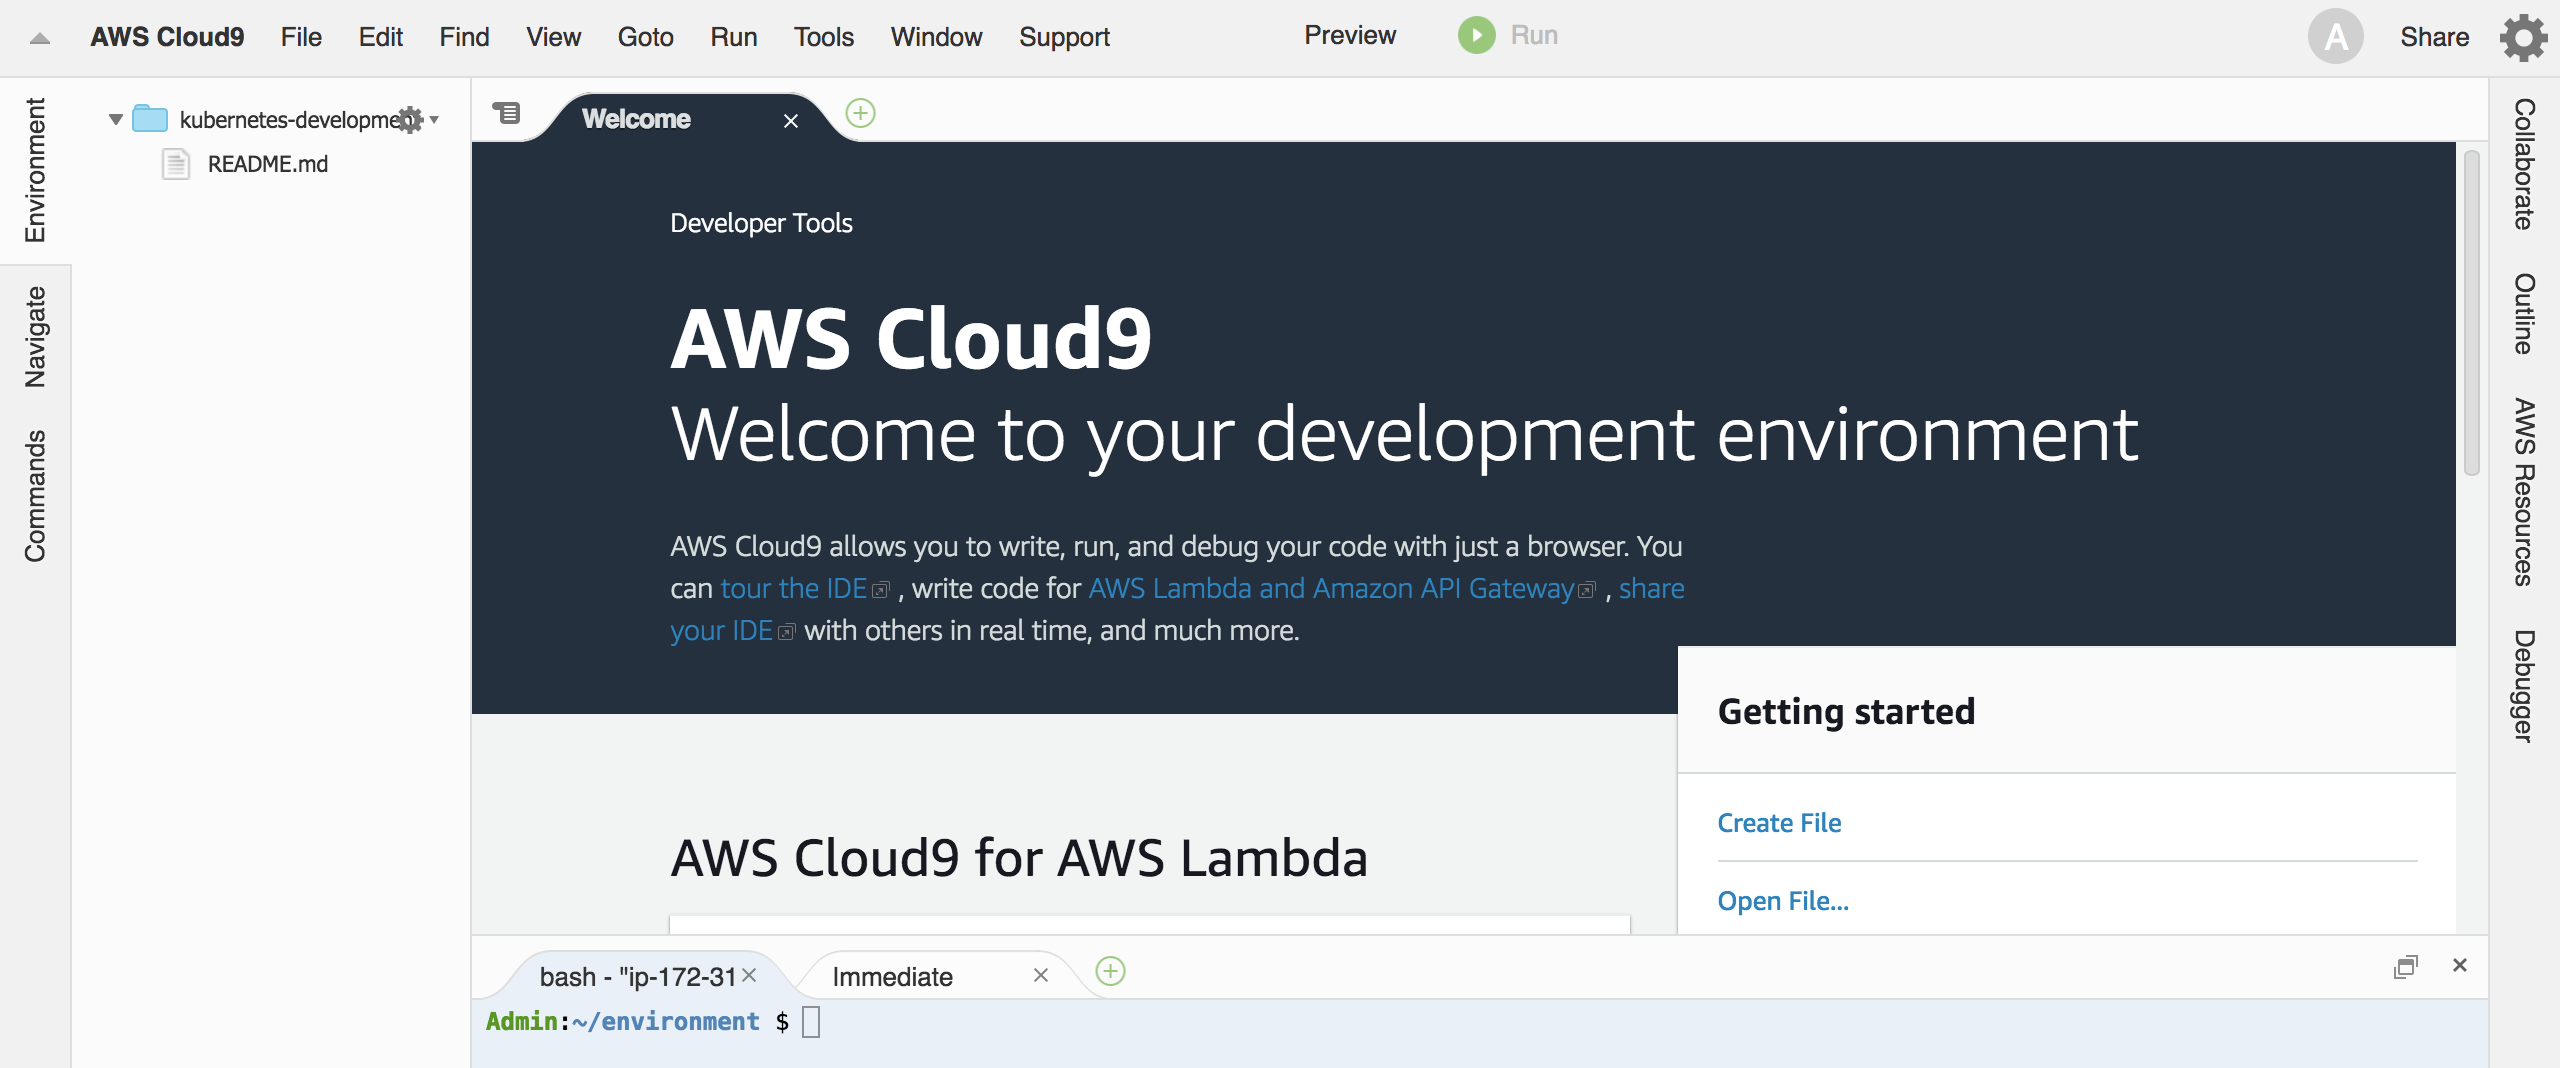 AWS Cloud9 File Edit Find View Goto Run Tools Window Support Preview Run A Share
Environment
Navigate
Commands
kubernetes-developmen
README.md
Welcome
Developer Tools
AWS Cloud9
Welcome to your development environment
AWS Cloud9 allows you to write, run, and debug your code with just a browser. You
can tour the IDE , write code for AWS Lambda and Amazon API Gateway , share
your IDE with others in real time, and much more.
Getting started
Create File
Open File...
AWS Cloud9 for AWS Lambda
bash - "ip-172-31 Immediate
Admin:~/environment $
Collaborate
Outline
AWS Resources
Debugger